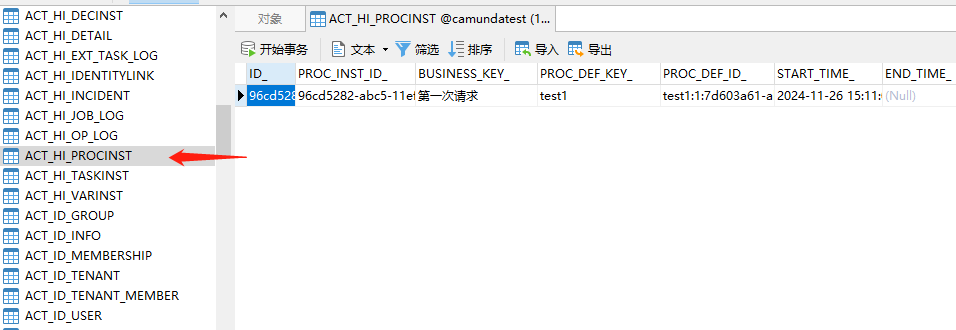 ACT_HI_DECINST
ACT_HI_DETAIL
ACT_HI_EXT_TASK_LOG
ACT_HI_IDENTITYLINK
ACT_HI_INCIDENT
ACT_HI_JOB_LOG
ACT_HI_OP_LOG
ACT_HI_PROCINST
ACT_HI_TASKINST
ACT_HI_VARINST
ACT_ID_GROUP
ACT_ID_INFO
ACT_ID_MEMBERSHIP
ACT_ID_TENANT
ACT_ID_TENANT_MEMBER
ACT_ID_USER
对象 ACT_HI_PROCINST @camundatest (1...
开始事务 文本 筛选 排序 导入 导出
ID_ PROC_INST_ID_ BUSINESS_KEY_ PROC_DEF_KEY_ PROC_DEF_ID_ START_TIME_ END_TIME_
96cd528 96cd5282-abc5-11ef 第一次请求 test1 test1:1:7d603a61-a 2024-11-26 15:11: (Null)